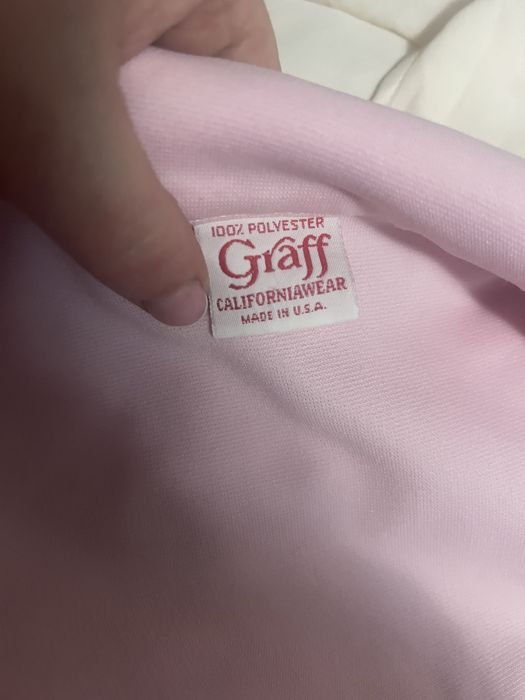 100% POLYESTER
Graff
CALIFORNIAWEAR
MADE IN U.S.A.